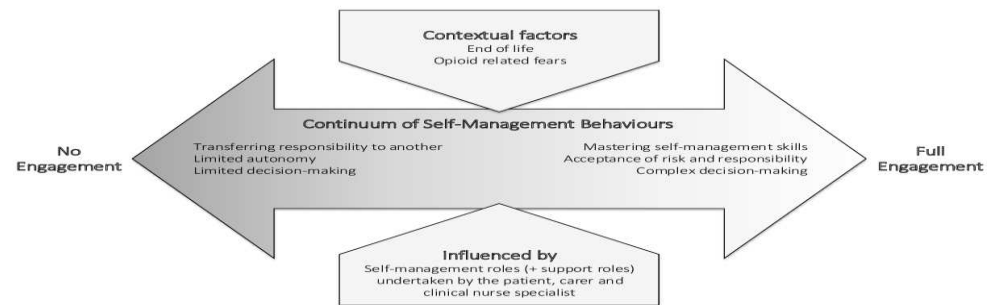 Contextual factors
End of life
Opioid related fears
Continuum of Self-Management Behaviours
No
Engagement
Transferring responsibility to another
Limited autonomy
Limited decision-making
Mastering self-management skills
Acceptance of risk and responsibility
Complex decision-making
Full
Engagement
Influenced by
Self-management roles (+ support roles)
undertaken by the patient, carer and
clinical nurse specialist